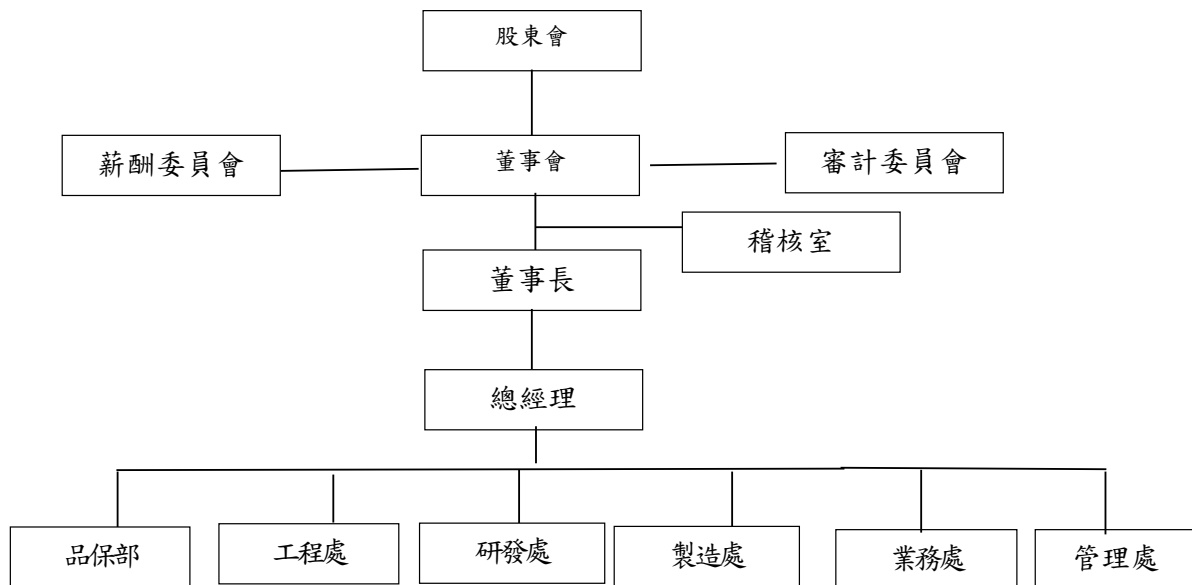 股東會
薪酬委員會
董事會
審計委員會
稽核室
董事長
總經理
品保部
工程處
研發處
製造處
業務處
管理處